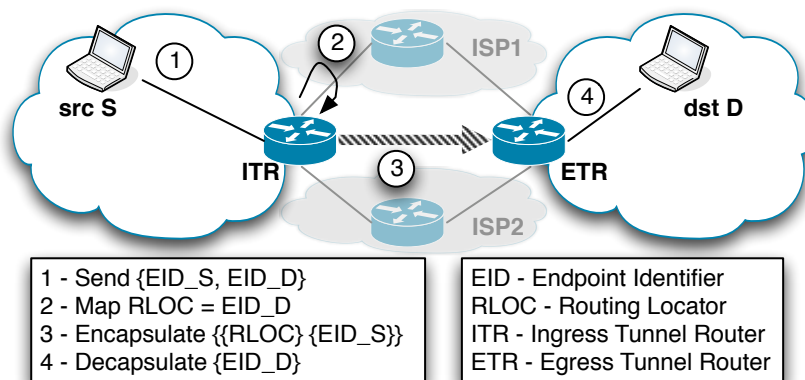 1
2
ISP1
4
src S
dst D
ITR
3
ETR
ISP2
1 - Send {EID_S, EID_D}
2 - Map RLOC = EID_D
3 - Encapsulate {{RLOC} {EID_S}}
4 - Decapsulate {EID_D}
EID - Endpoint Identifier
RLOC - Routing Locator
ITR - Ingress Tunnel Router
ETR - Egress Tunnel Router